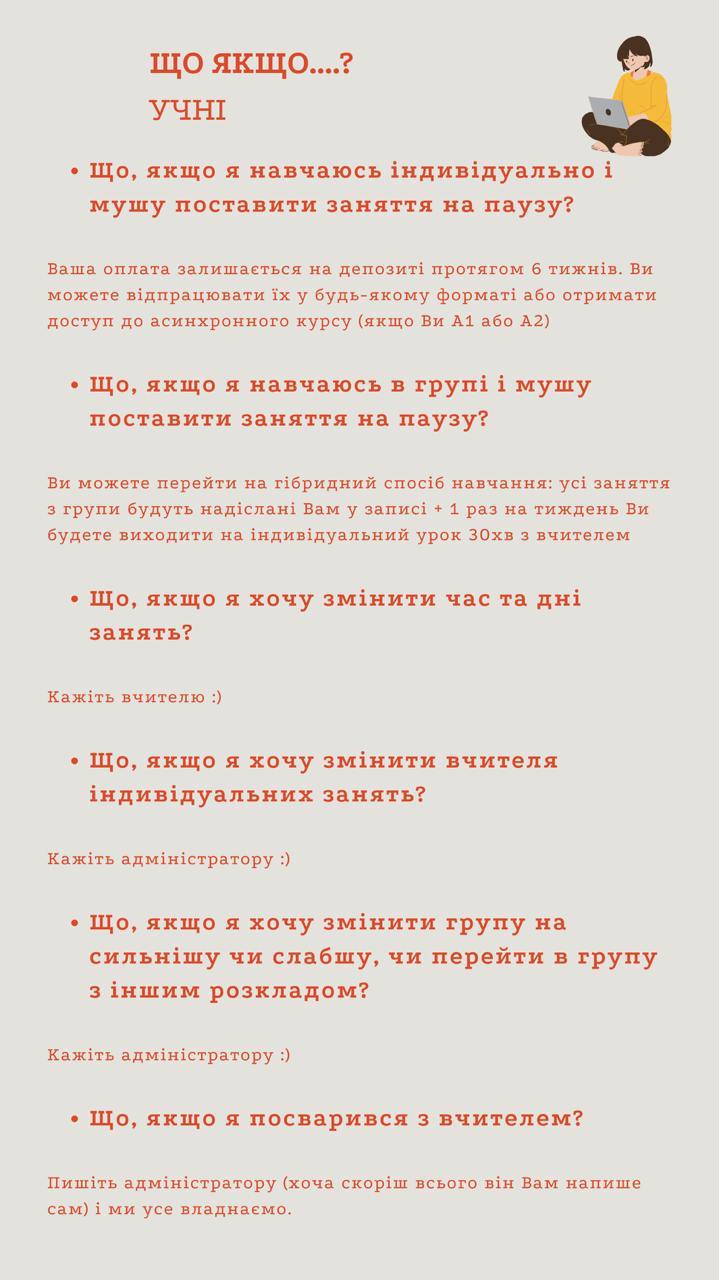 ЩО ЯКЩО....?
УЧНІ
• Що, якщо я навчаюсь індивідуально і
мушу поставити заняття на паузу?
Ваша оплата залишається на депозиті протягом 6 тижнів. Ви
можете відпрацювати їх у будь-якому форматі або отримати
доступ до асинхронного курсу (якщо Ви А1 або А2)
• Що, якщо я навчаюсь в групі і мушу
поставити заняття на паузу?
Ви можете перейти на гібридний спосіб навчання: усі заняття
з групи будуть надіслані Вам у записі + 1 раз на тиждень Ви
будете виходити на індивідуальний урок 30хв з вчителем
• Що, якщо я хочу змінити час та дні
занять?
Кажіть вчителю :)
• Що, якщо я хочу змінити вчителя
індивідуальних занять?
Кажіть адміністратору :)
• Що, якщо я хочу змінити групу на
сильнішу чи слабшу, чи перейти в групу
з іншим розкладом?
Кажіть адміністратору :)
• Що, якщо я посварився з вчителем?
Пишіть адміністратору (хоча скоріш всього він Вам напише
сам) і ми усе владнаємо.